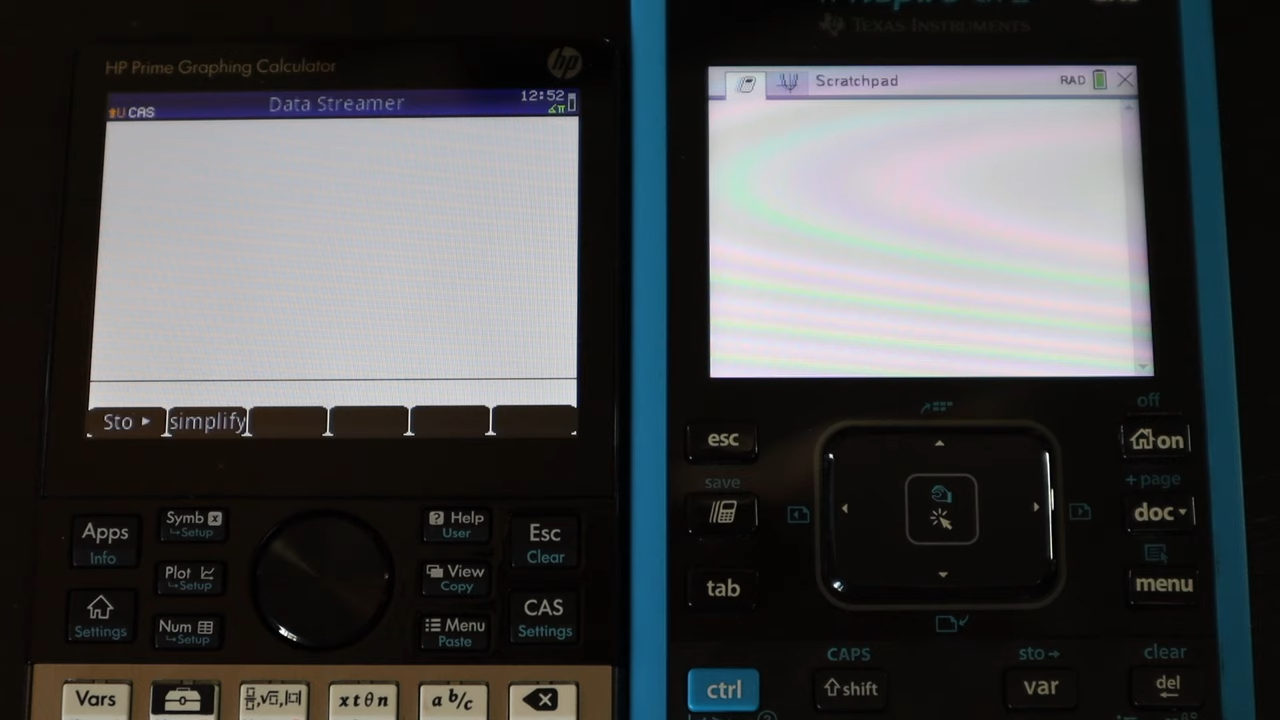 HP Prime Graphing Calculator
hp
Data Streamer
12:52
CAS
Sto ▸
simplify
Apps
Info
Symb
Setup
Plot
Setup
Num
Setup
Settings
Help
User
View
Copy
Menu
Paste
Esc
Clear
CAS
Settings
Vars
x t θ n
a b/c
TEXAS INSTRUMENTS
Scratchpad
RAD
esc
save
tab
off
on
+page
doc
menu
CAPS
sto→
clear
ctrl
shift
var
del